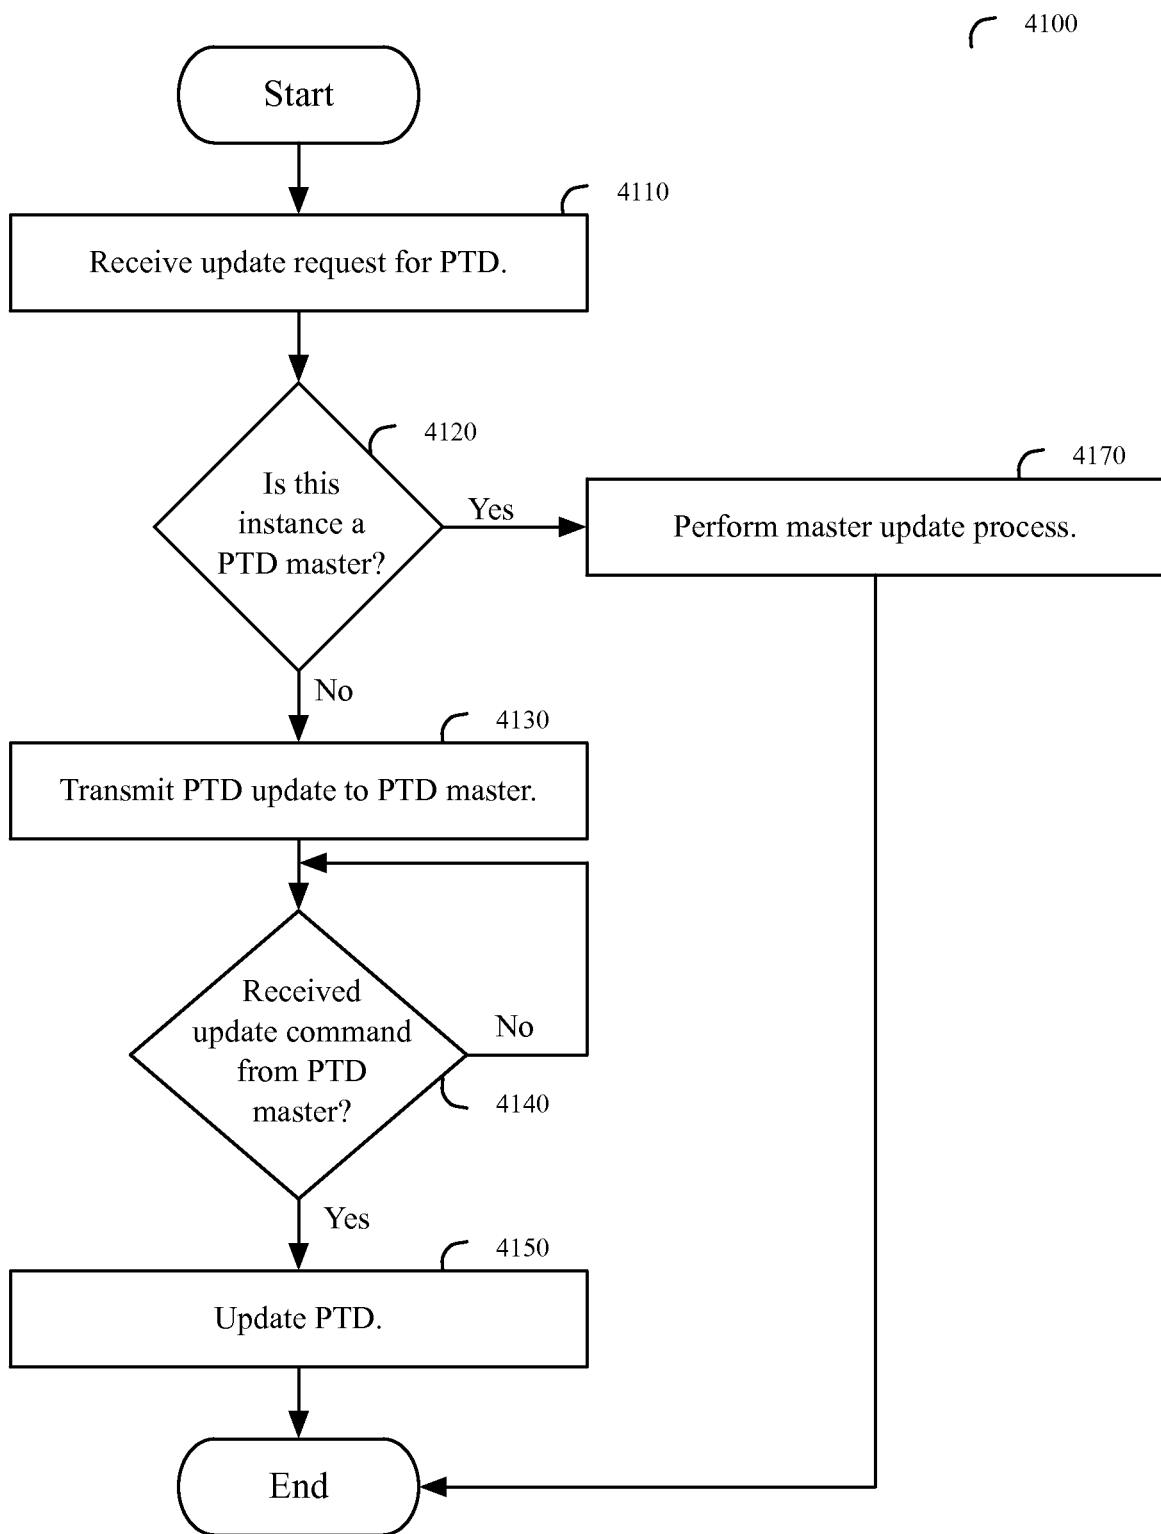 4100
Start
4110
Receive update request for PTD.
4120
Is this
instance a
PTD master?
Yes
4170
Perform master update process.
No
4130
Transmit PTD update to PTD master.
Received
update command
from PTD
master?
No
4140
Yes
4150
Update PTD.
End